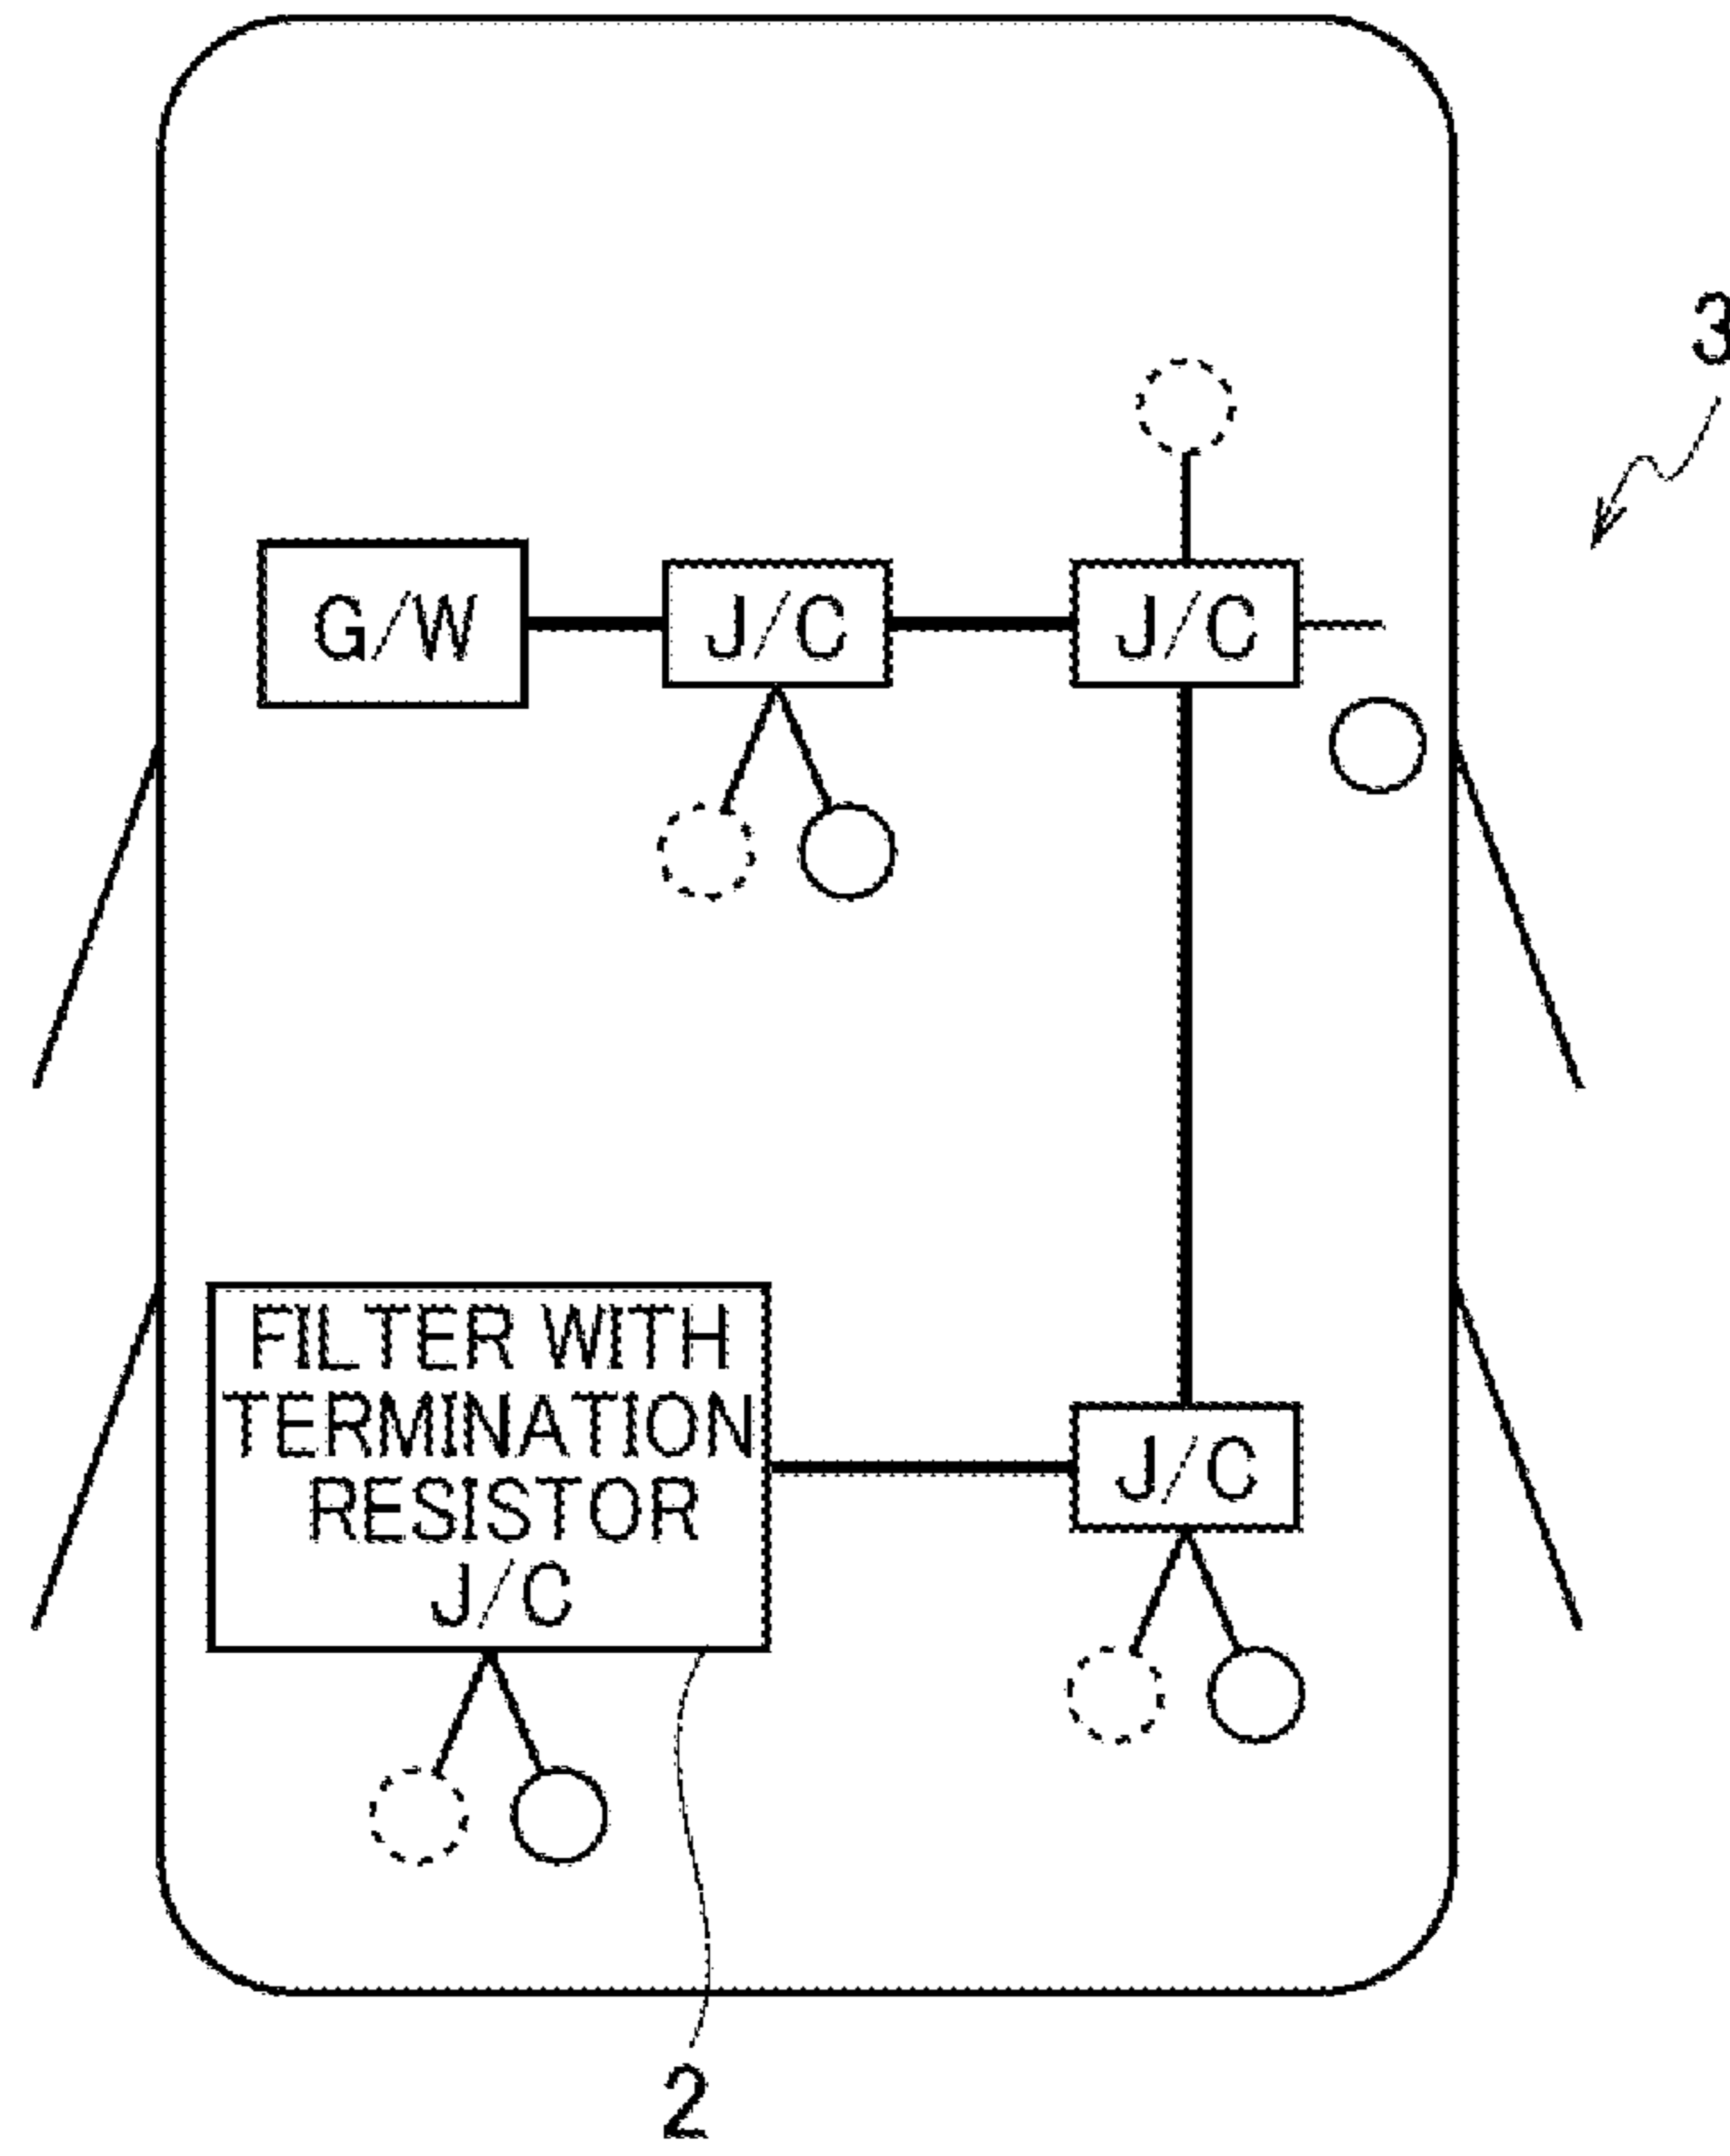 3
G/W J/C J/C
FILTER WITH
TERMINATION
RESISTOR
J/C
J/C
2